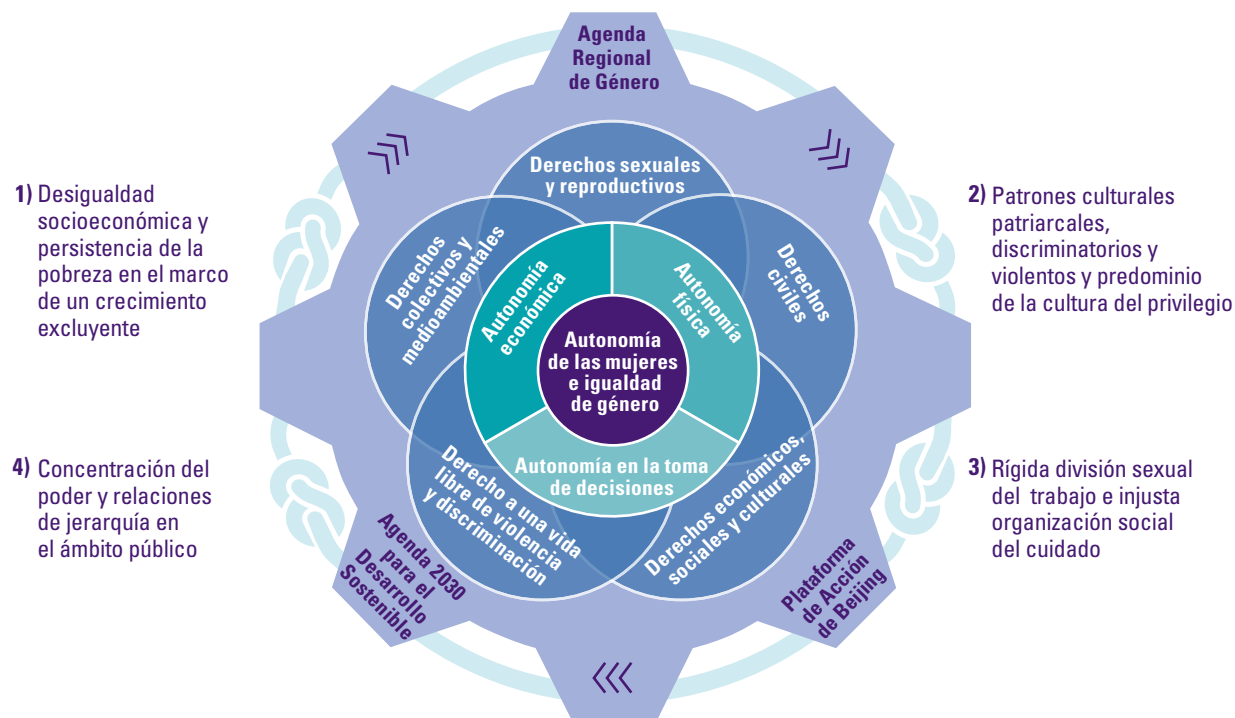 Agenda
Regional
de Género
1) Desigualdad
socioeconómica y
persistencia de la
pobreza en el marco
de un crecimiento
excluyente
2) Patrones culturales
patriarcales,
discriminatorios y
violentos y predominio
de la cultura del privilegio
Derechos sexuales
y reproductivos
Derechos
colectivos y
medioambientales
Derechos
civiles
Autonomía
económica
Autonomía
física
Autonomía
de las mujeres
e igualdad
de género
Autonomía en la toma
de decisiones
Derecho a una vida
libre de violencia
y discriminación
Derechos económicos,
sociales y culturales
4) Concentración del
poder y relaciones
de jerarquía en
el ámbito público
3) Rígida división sexual
del trabajo e injusta
organización social
del cuidado
Agenda 2030
para el
Desarrollo
Sostenible
Plataforma
de Acción
de Beijing